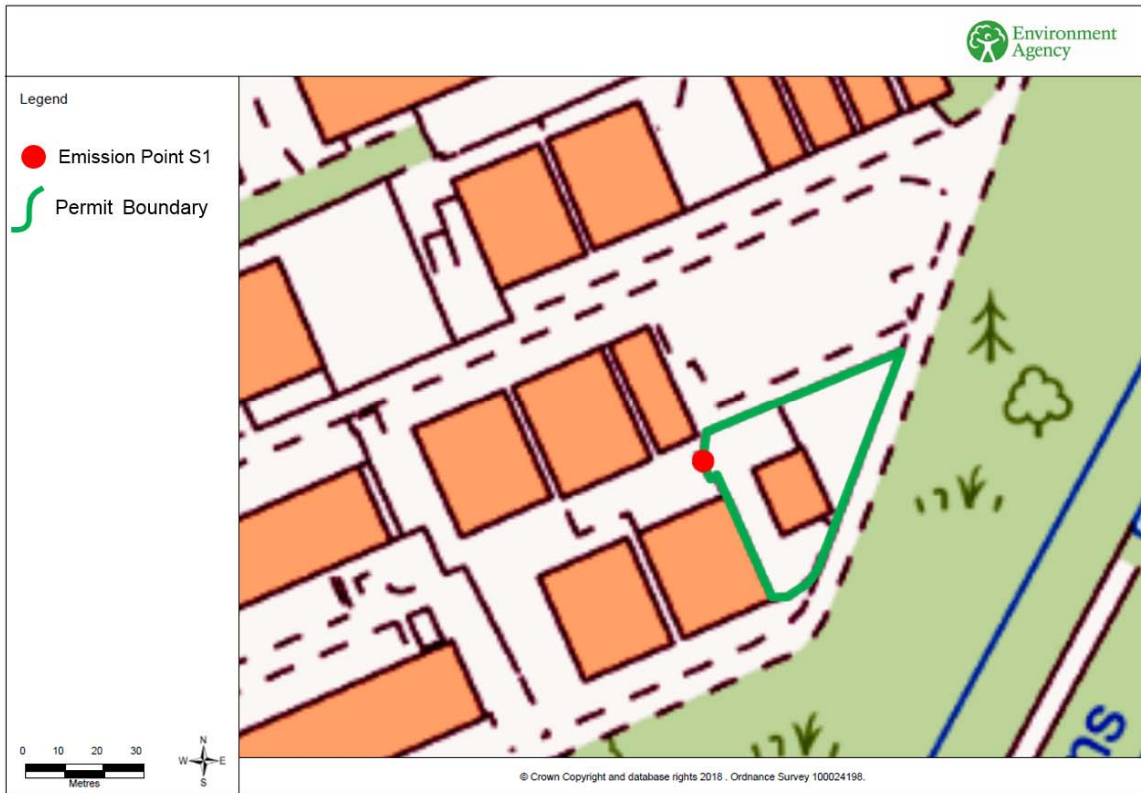 Environment
Agency
Legend
Emission Point S1
Permit Boundary
0 10 20 30
Metres
N
W E
S
© Crown Copyright and database rights 2018 . Ordnance Survey 100024198.